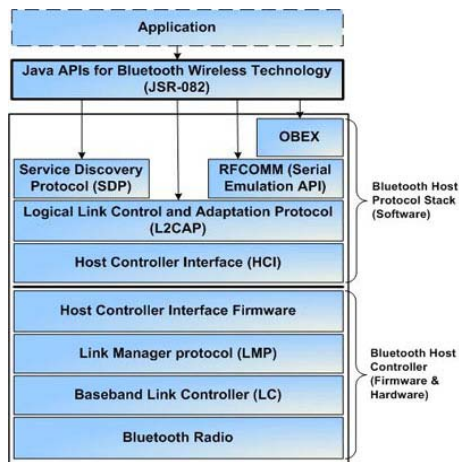 Application
Java APIs for Bluetooth Wireless Technology
(JSR-082)
OBEX
Service Discovery
Protocol (SDP)
RFCOMM (Serial
Emulation API)
Logical Link Control and Adaptation Protocol
(L2CAP)
Host Controller Interface (HCI)
Bluetooth Host
Protocol Stack
(Software)
Host Controller Interface Firmware
Link Manager protocol (LMP)
Baseband Link Controller (LC)
Bluetooth Radio
Bluetooth Host
Controller
(Firmware &
Hardware)